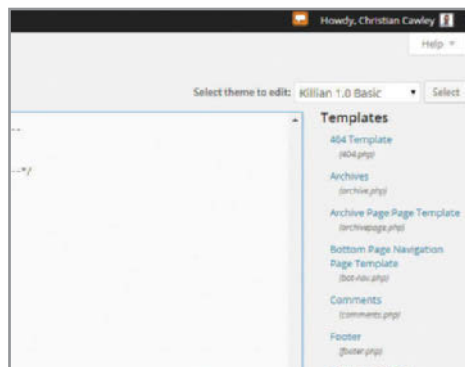 Howdy, Christian Cawley
Help
Select theme to edit: Killian 1.0 Basic Select
--
--*/
Templates
404 Template
(404.php)
Archives
(archive.php)
Archive Page Page Template
(archivepage.php)
Bottom Page Navigation
Page Template
(bot-nav.php)
Comments
(comments.php)
Footer
(footer.php)